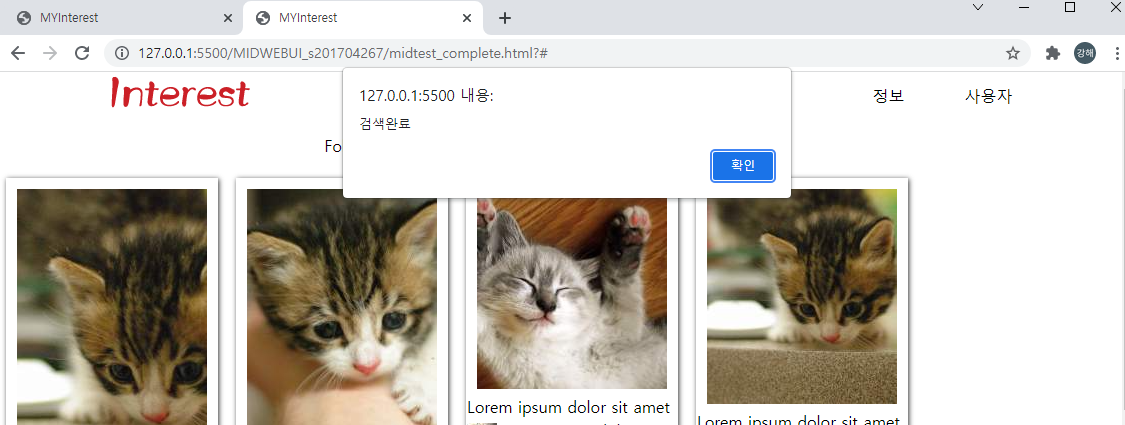 MYInterest
MYInterest
127.0.0.1:5500/MIDWEBUI_s201704267/midtest_complete.html?#
강해
Interest
127.0.0.1:5500 내용:
검색완료
확인
정보
사용자
Fo
Lorem ipsum dolor sit amet
Lorem ipsum dolor sit amet